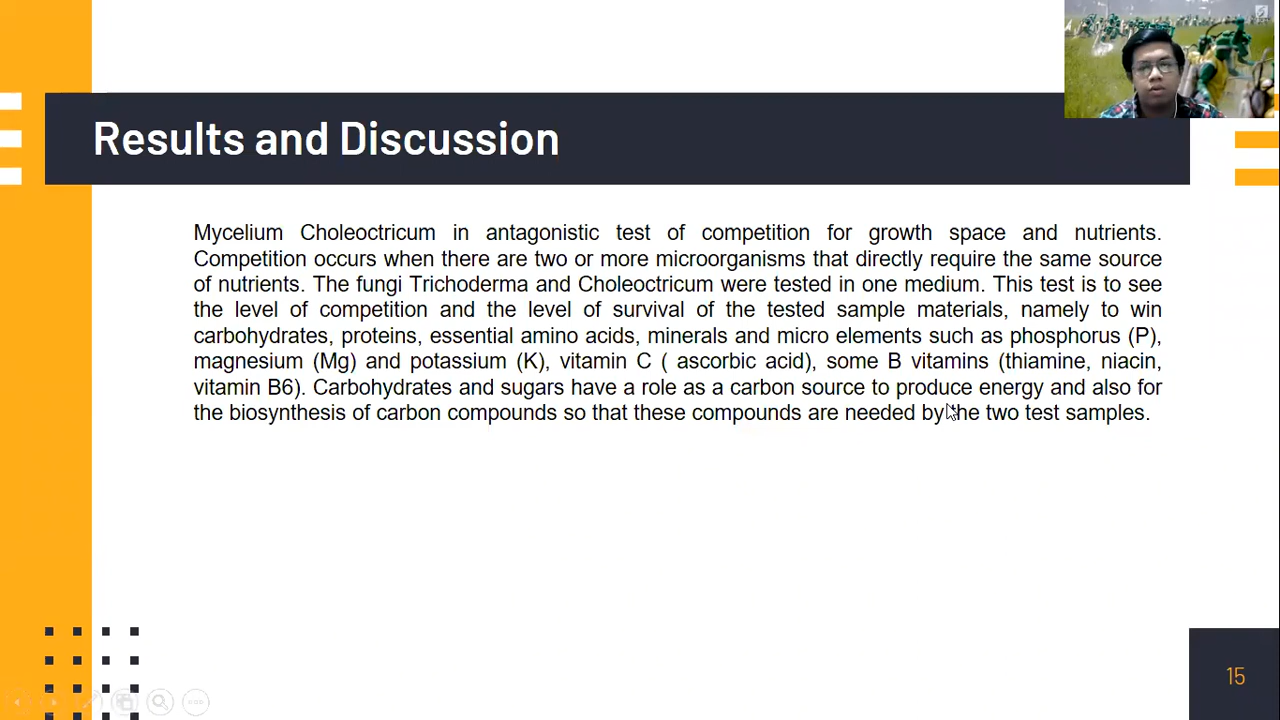 Results and Discussion
Mycelium Choleoctricum in antagonistic test of competition for growth space and nutrients.
Competition occurs when there are two or more microorganisms that directly require the same source
of nutrients. The fungi Trichoderma and Choleoctricum were tested in one medium. This test is to see
the level of competition and the level of survival of the tested sample materials, namely to win
carbohydrates, proteins, essential amino acids, minerals and micro elements such as phosphorus (P),
magnesium (Mg) and potassium (K), vitamin C ( ascorbic acid), some B vitamins (thiamine, niacin,
vitamin B6). Carbohydrates and sugars have a role as a carbon source to produce energy and also for
the biosynthesis of carbon compounds so that these compounds are needed by the two test samples.
15